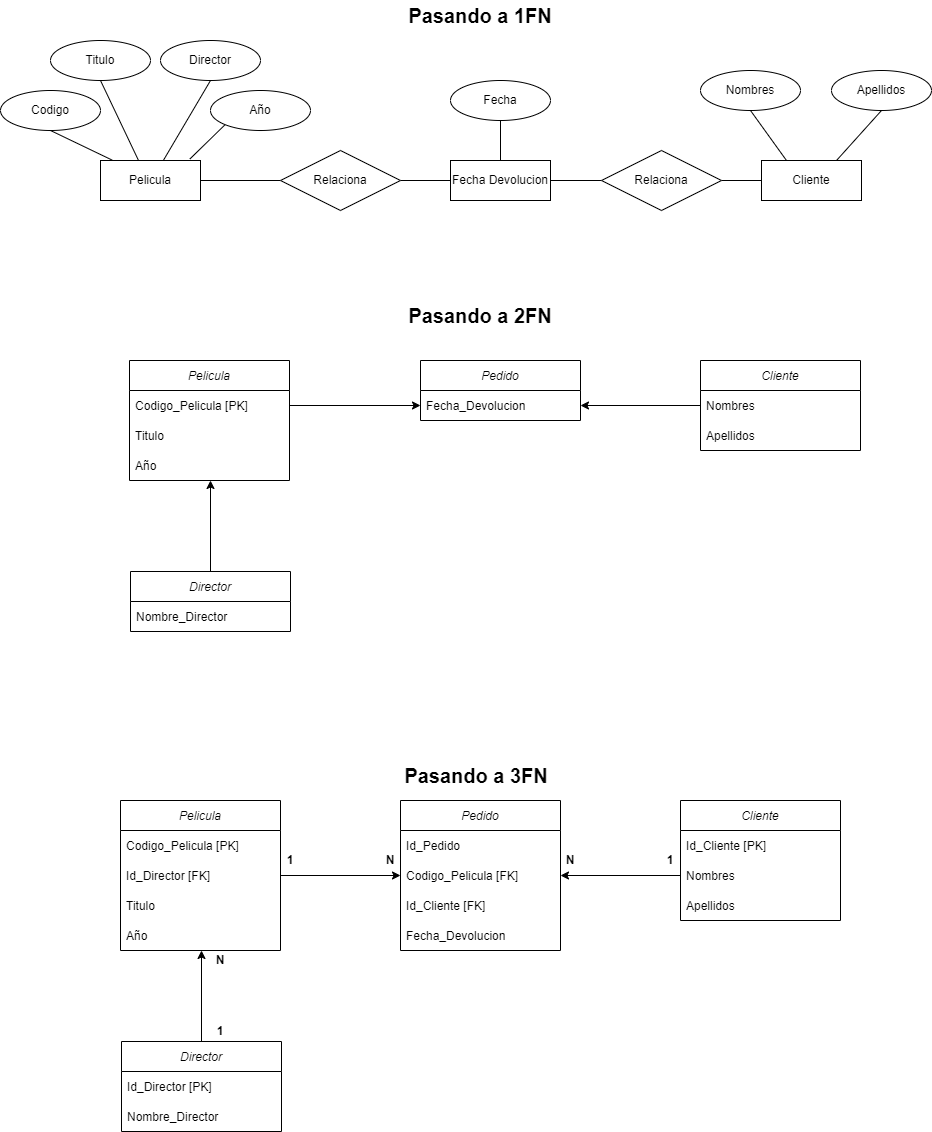 Pasando a 1FN
Titulo
Director
Codigo
Año
Fecha
Nombres
Apellidos
Pelicula
Relaciona
Fecha Devolucion
Relaciona
Cliente
Pasando a 2FN
Pelicula
Codigo_Pelicula [PK]
Titulo
Año
Pedido
Fecha_Devolucion
Cliente
Nombres
Apellidos
Director
Nombre_Director
Pasando a 3FN
Pelicula
Codigo_Pelicula [PK]
Id_Director [FK]
Titulo
Año
1
N
Pedido
Id_Pedido
Codigo_Pelicula [FK]
Id_Cliente [FK]
Fecha_Devolucion
N
1
Cliente
Id_Cliente [PK]
Nombres
Apellidos
N
1
Director
Id_Director [PK]
Nombre_Director